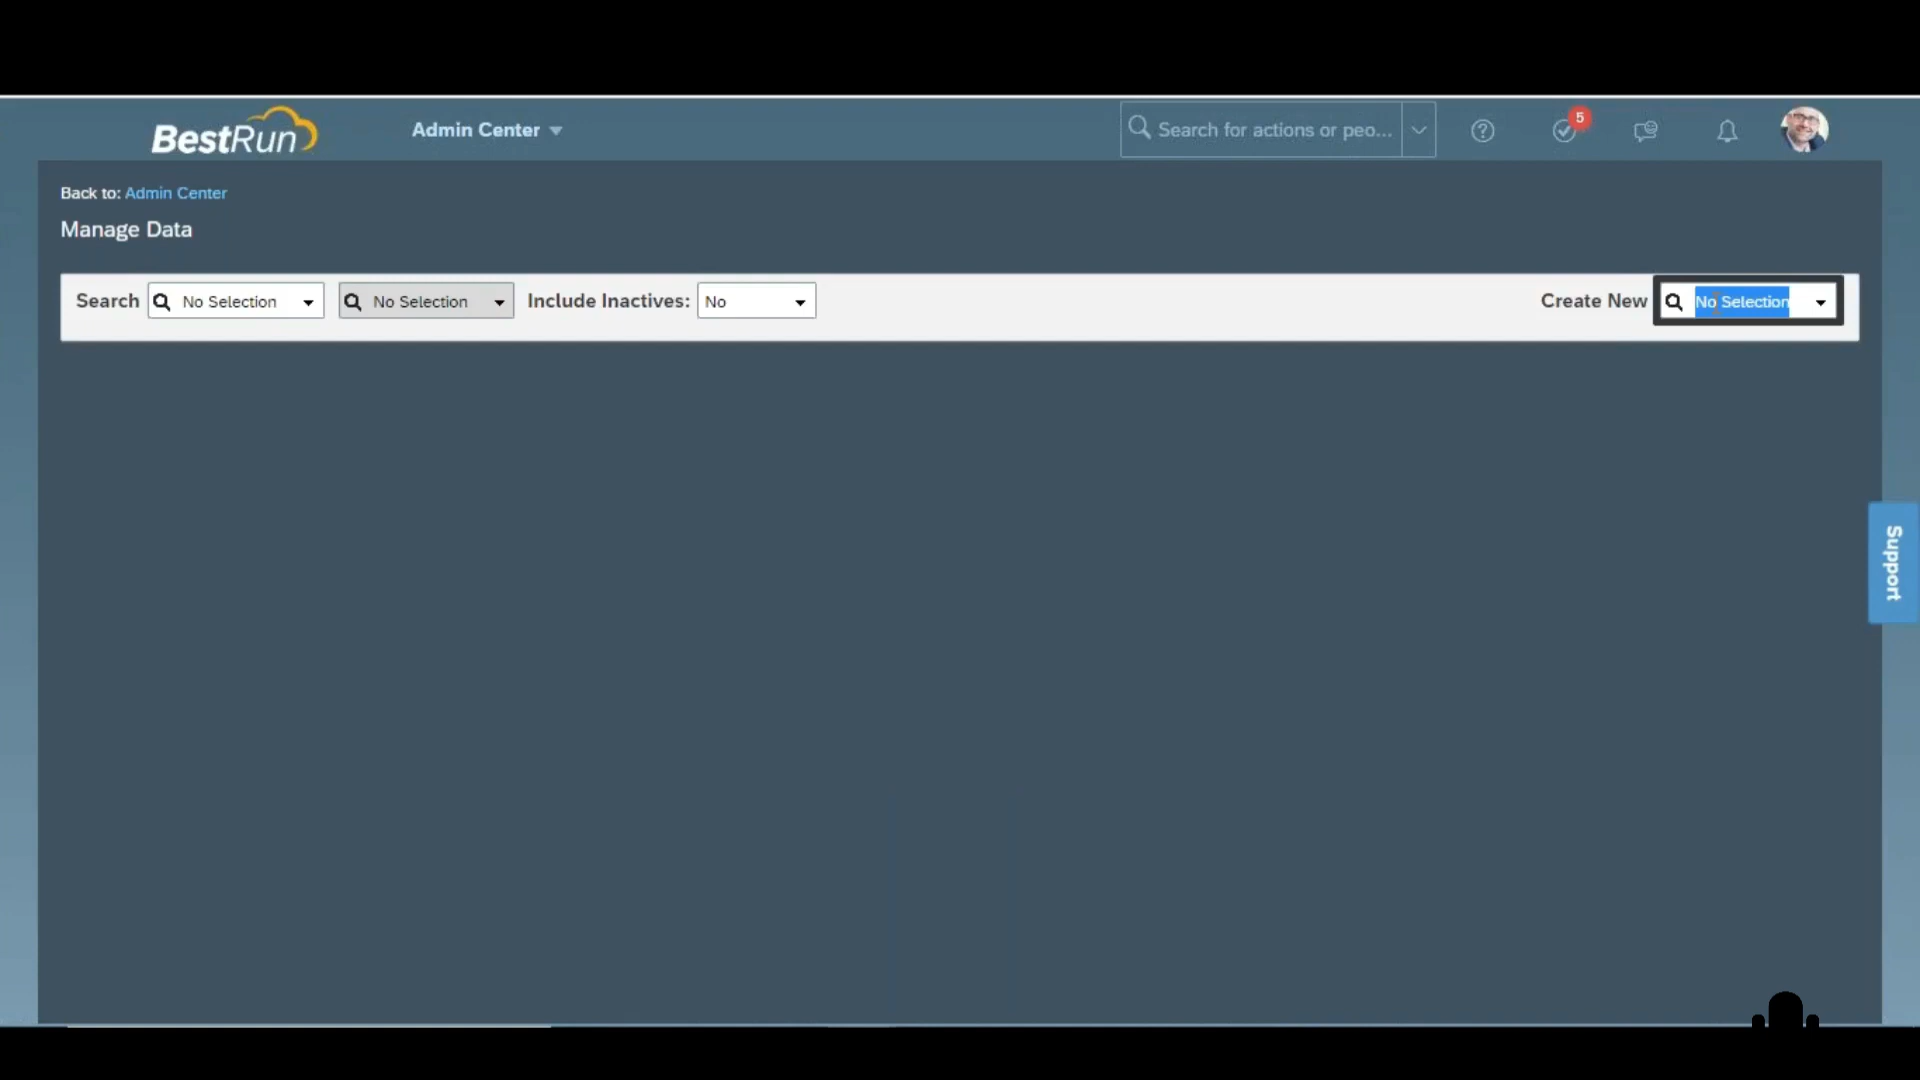 BestRun
Admin Center
Search for actions or peo...
5
Back to: Admin Center
Manage Data
Search No Selection No Selection Include Inactives: No Create New No Selection
Support